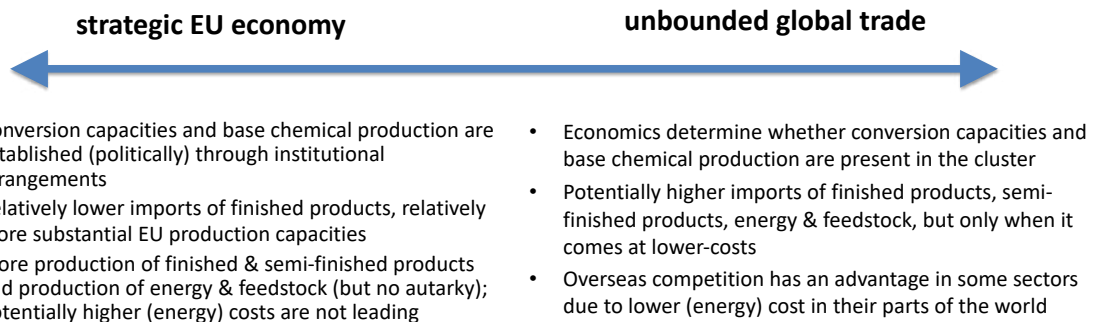 strategic EU economy
unbounded global trade
onversion capacities and base chemical production are
tablished (politically) through institutional
rangements
elatively lower imports of finished products, relatively
ore substantial EU production capacities
ore production of finished & semi-finished products
d production of energy & feedstock (but no autarky);
otentially higher (energy) costs are not leading
• Economics determine whether conversion capacities and
base chemical production are present in the cluster
• Potentially higher imports of finished products, semi-
finished products, energy & feedstock, but only when it
comes at lower-costs
• Overseas competition has an advantage in some sectors
due to lower (energy) cost in their parts of the world